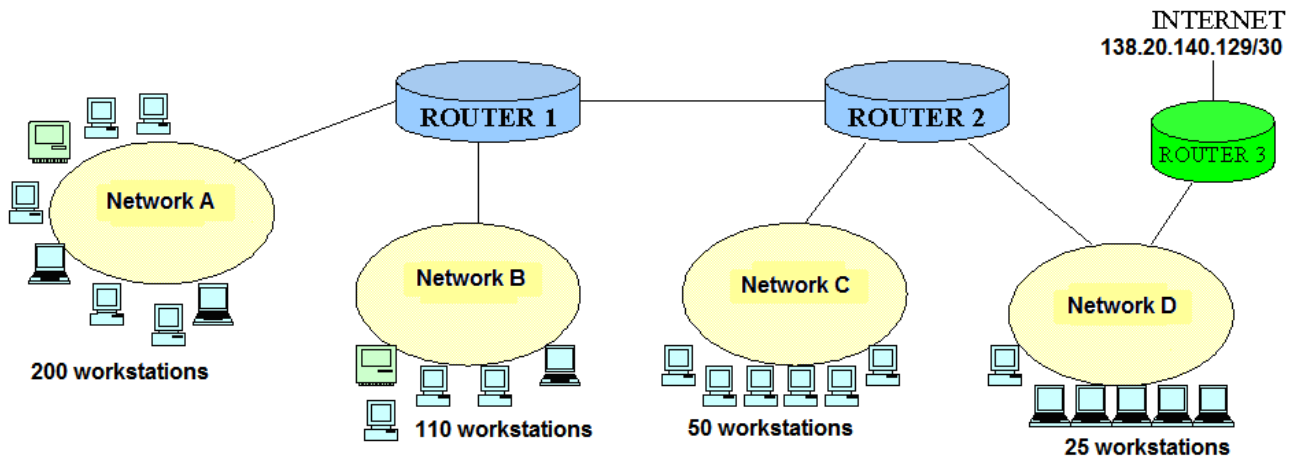 INTERNET
138.20.140.129/30
ROUTER 1
ROUTER 2
ROUTER 3
Network A
Network B
Network C
Network D
200 workstations
110 workstations
50 workstations
25 workstations